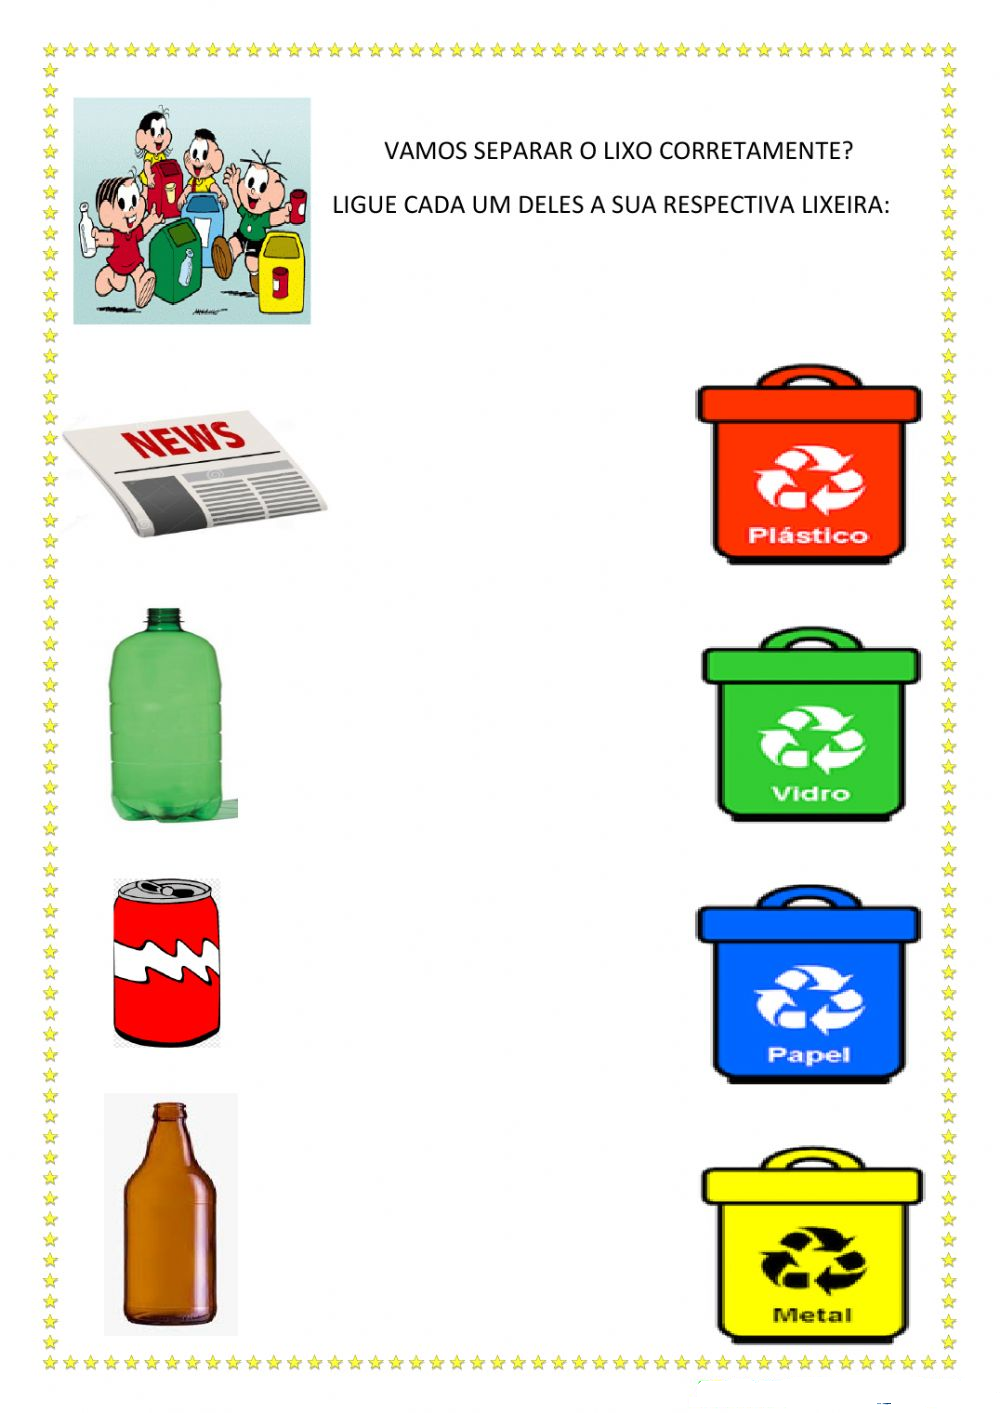 VAMOS SEPARAR O LIXO CORRETAMENTE?
LIGUE CADA UM DELES A SUA RESPECTIVA LIXEIRA:
NEWS
Plástico
Vidro
Papel
Metal